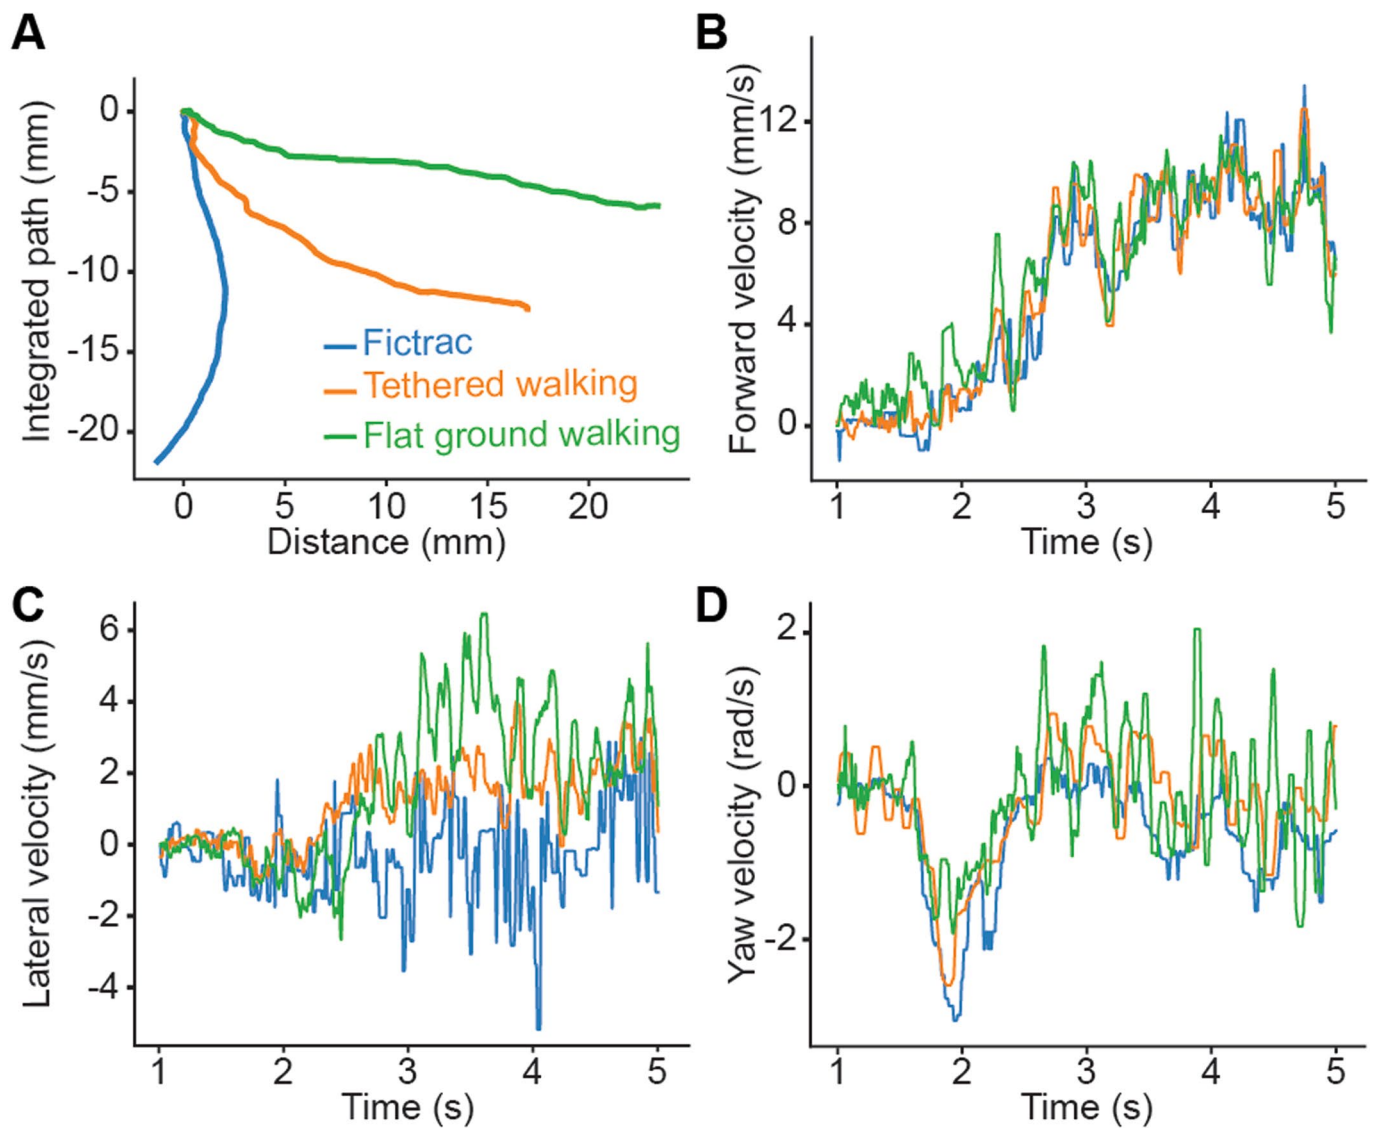 A
Integrated path (mm)
0
-5
-10
-15
-20
Fictrac
Tethered walking
Flat ground walking
0 5 10 15 20
Distance (mm)
B
Forward velocity (mm/s)
12
8
4
0
1 2 3 4 5
Time (s)
C
Lateral velocity (mm/s)
6
4
2
0
-2
-4
1 2 3 4 5
Time (s)
D
Yaw velocity (rad/s)
2
0
-2
1 2 3 4 5
Time (s)